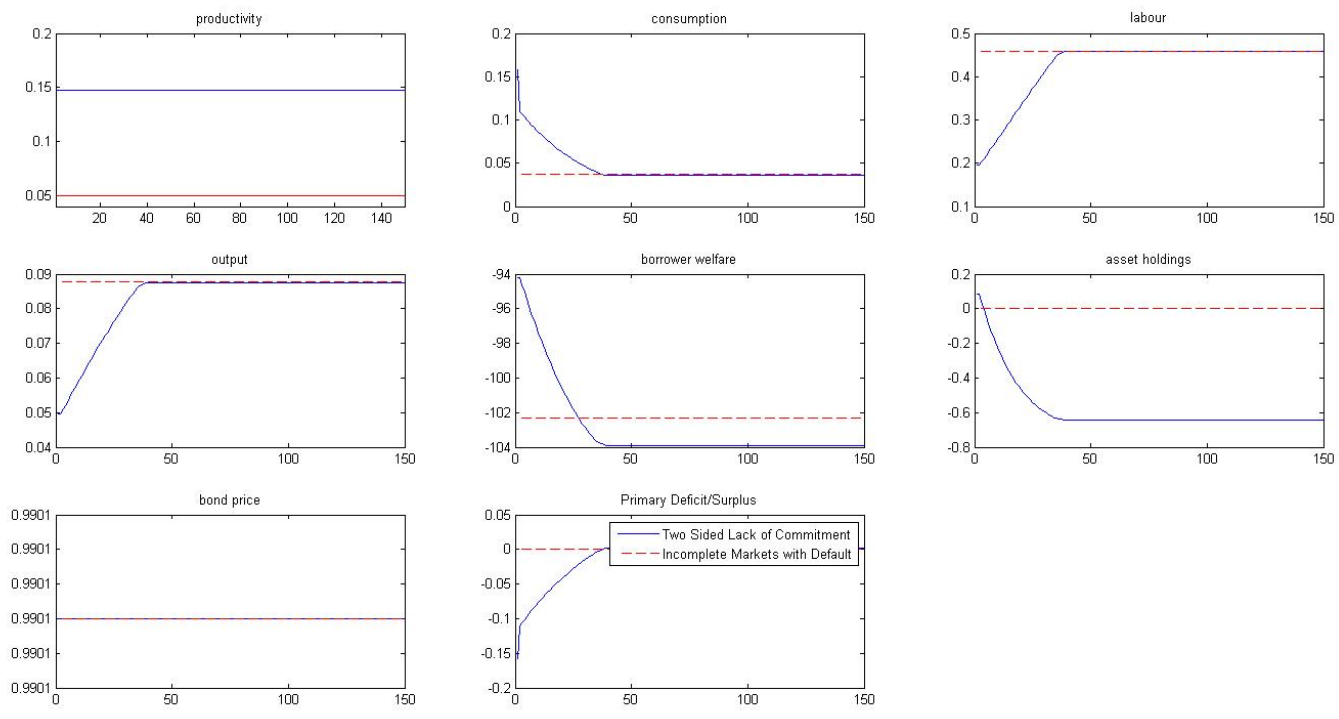 productivity
0.2
0.15
0.1
0.05
20 40 60 80 100 120 140
consumption
0.2
0.15
0.1
0.05
0
0 50 100 150
labour
0.5
0.4
0.3
0.2
0.1
0 50 100 150
output
0.09
0.08
0.07
0.06
0.05
0.04
0 50 100 150
borrower welfare
-94
-96
-98
-100
-102
-104
0 50 100 150
asset holdings
0.2
0
-0.2
-0.4
-0.6
-0.8
0 50 100 150
bond price
0.9901
0.9901
0.9901
0.9901
0.9901
0.9901
0 50 100 150
Primary Deficit/Surplus
0.05
0
-0.05
-0.1
-0.15
-0.2
0 50 100 150
Two Sided Lack of Commitment
Incomplete Markets with Default